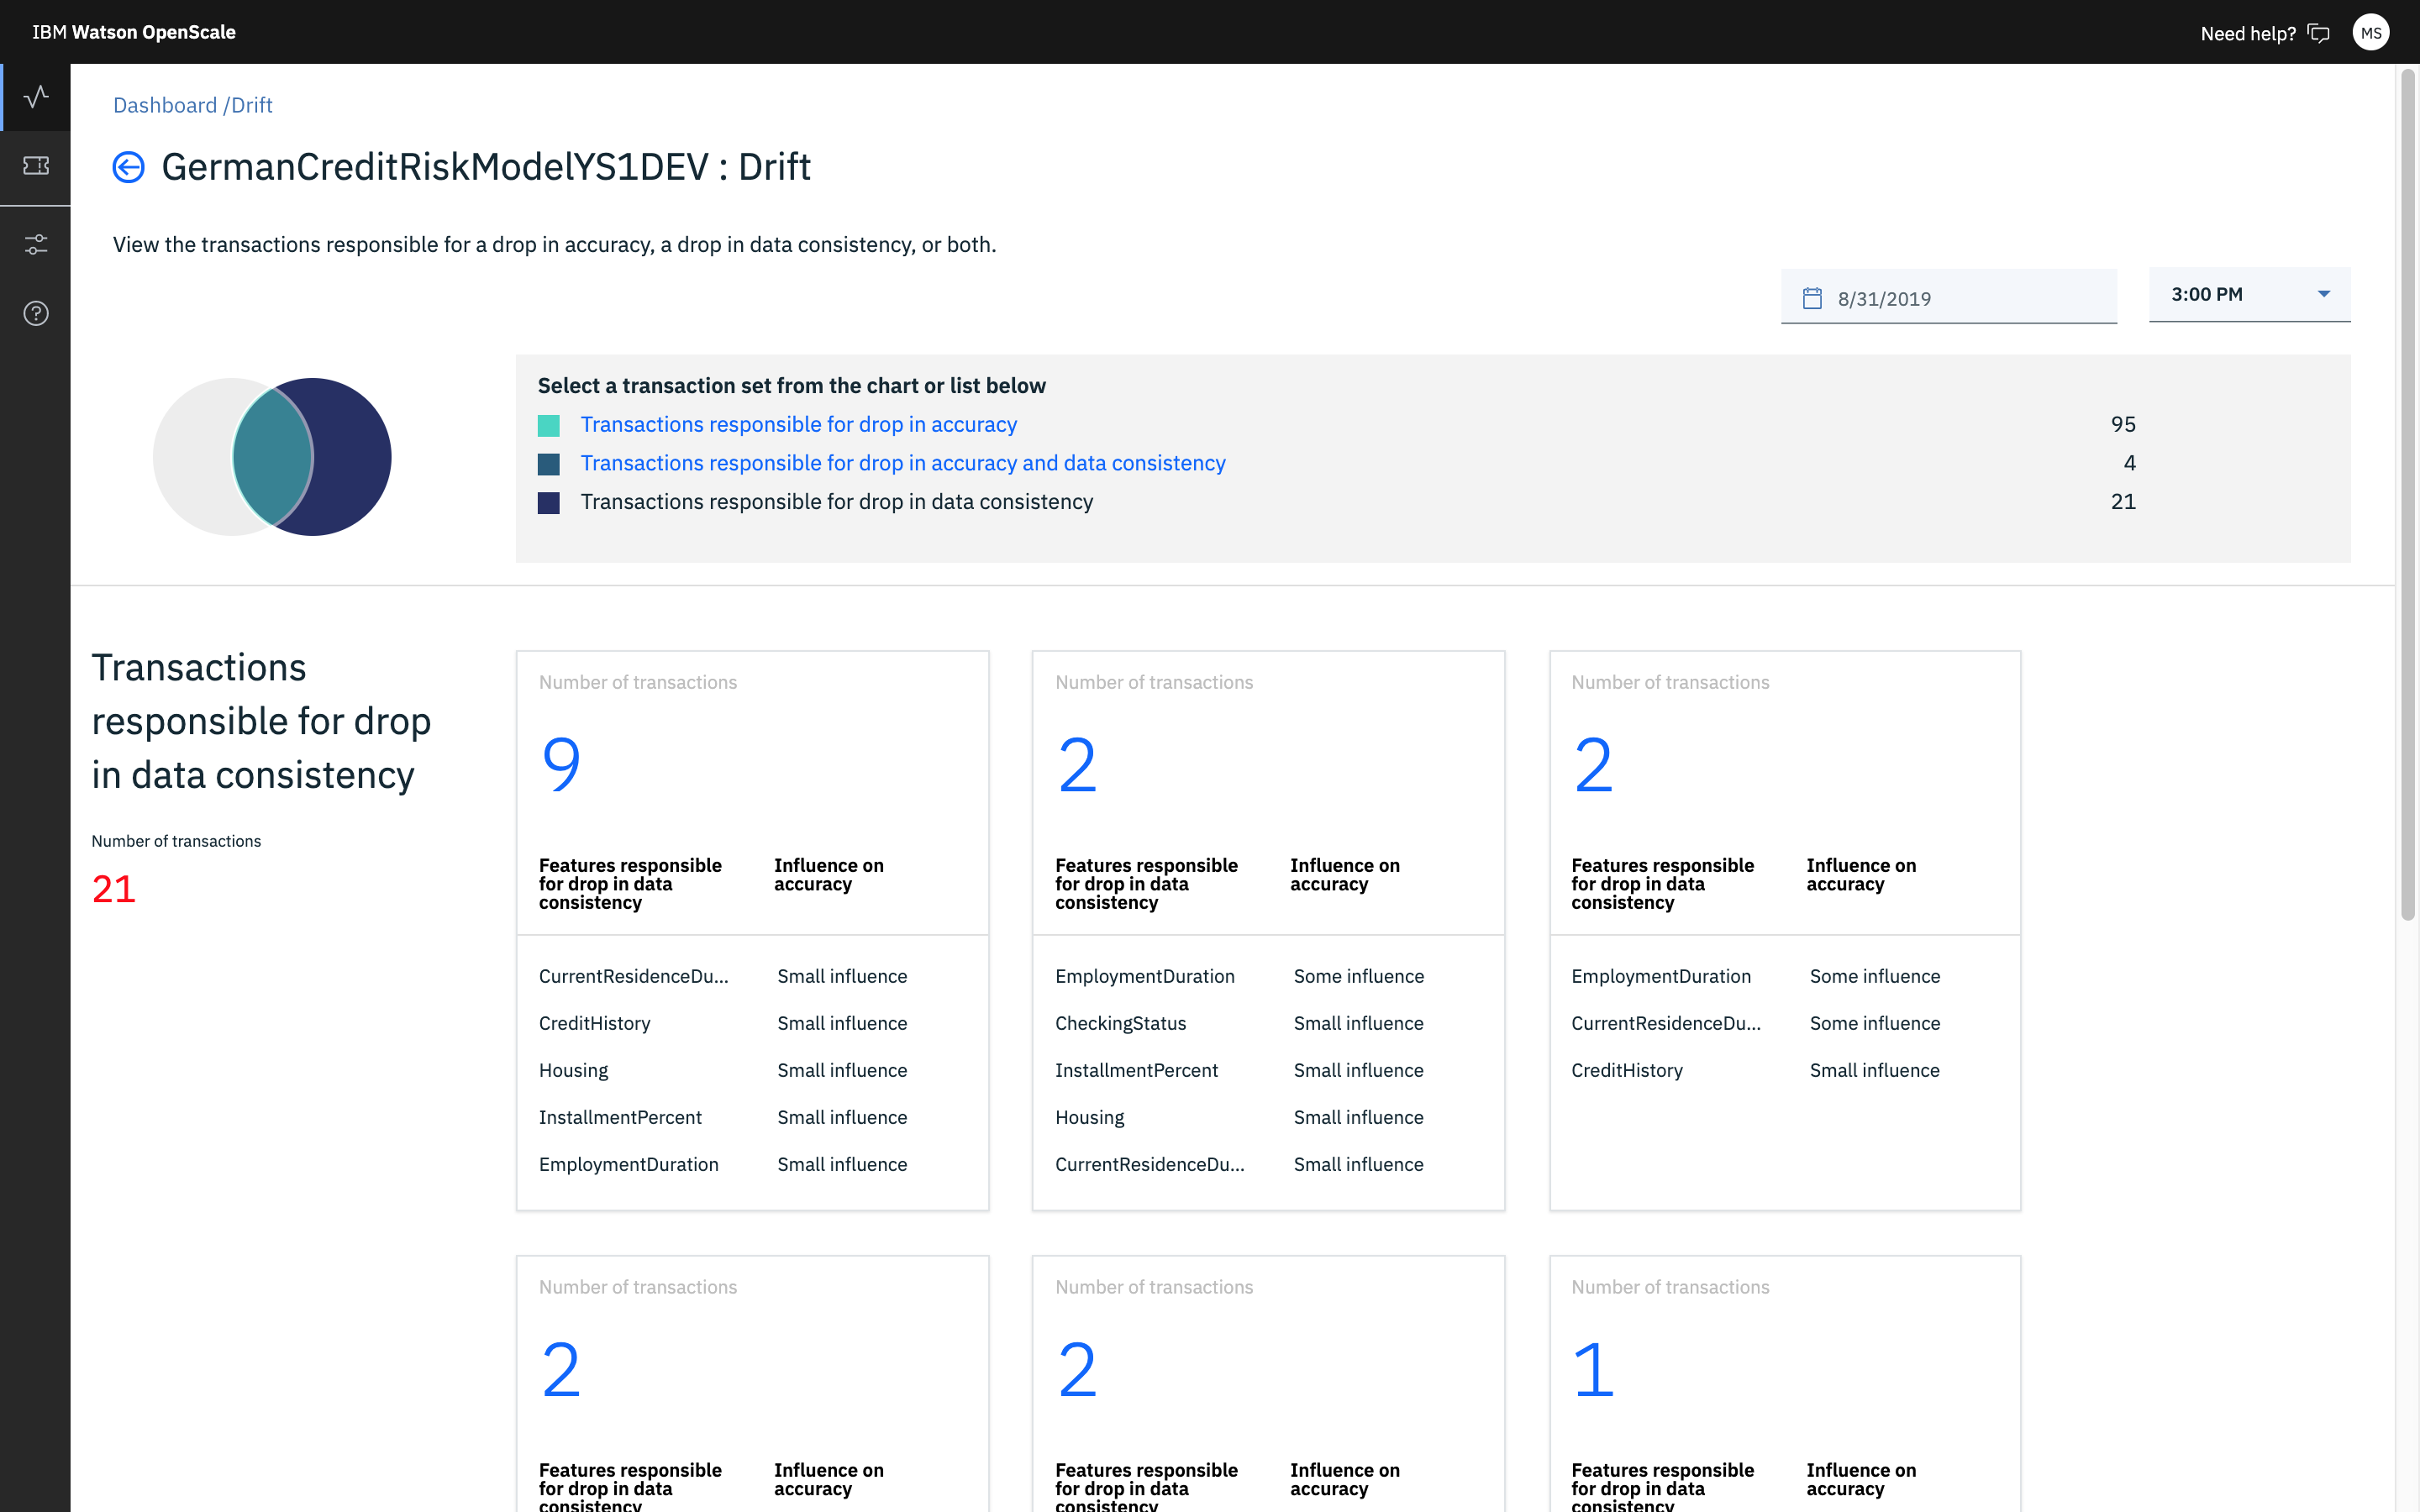 IBM Watson OpenScale
Need help?
MS
Dashboard /Drift
GermanCreditRiskModelYS1DEV : Drift
View the transactions responsible for a drop in accuracy, a drop in data consistency, or both.
8/31/2019
3:00 PM
Select a transaction set from the chart or list below
Transactions responsible for drop in accuracy 95
Transactions responsible for drop in accuracy and data consistency 4
Transactions responsible for drop in data consistency 21
Transactions
responsible for drop
in data consistency
Number of transactions
21
Number of transactions
9
Features responsible
for drop in data
consistency
Influence on
accuracy
CurrentResidenceDu... Small influence
CreditHistory Small influence
Housing Small influence
InstallmentPercent Small influence
EmploymentDuration Small influence
Number of transactions
2
Features responsible
for drop in data
consistency
Influence on
accuracy
EmploymentDuration Some influence
CheckingStatus Small influence
InstallmentPercent Small influence
Housing Small influence
CurrentResidenceDu... Small influence
Number of transactions
2
Features responsible
for drop in data
consistency
Influence on
accuracy
EmploymentDuration Some influence
CurrentResidenceDu... Some influence
CreditHistory Small influence
Number of transactions
2
Features responsible
for drop in data
consistency
Influence on
accuracy
Number of transactions
2
Features responsible
for drop in data
consistency
Influence on
accuracy
Number of transactions
1
Features responsible
for drop in data
consistency
Influence on
accuracy